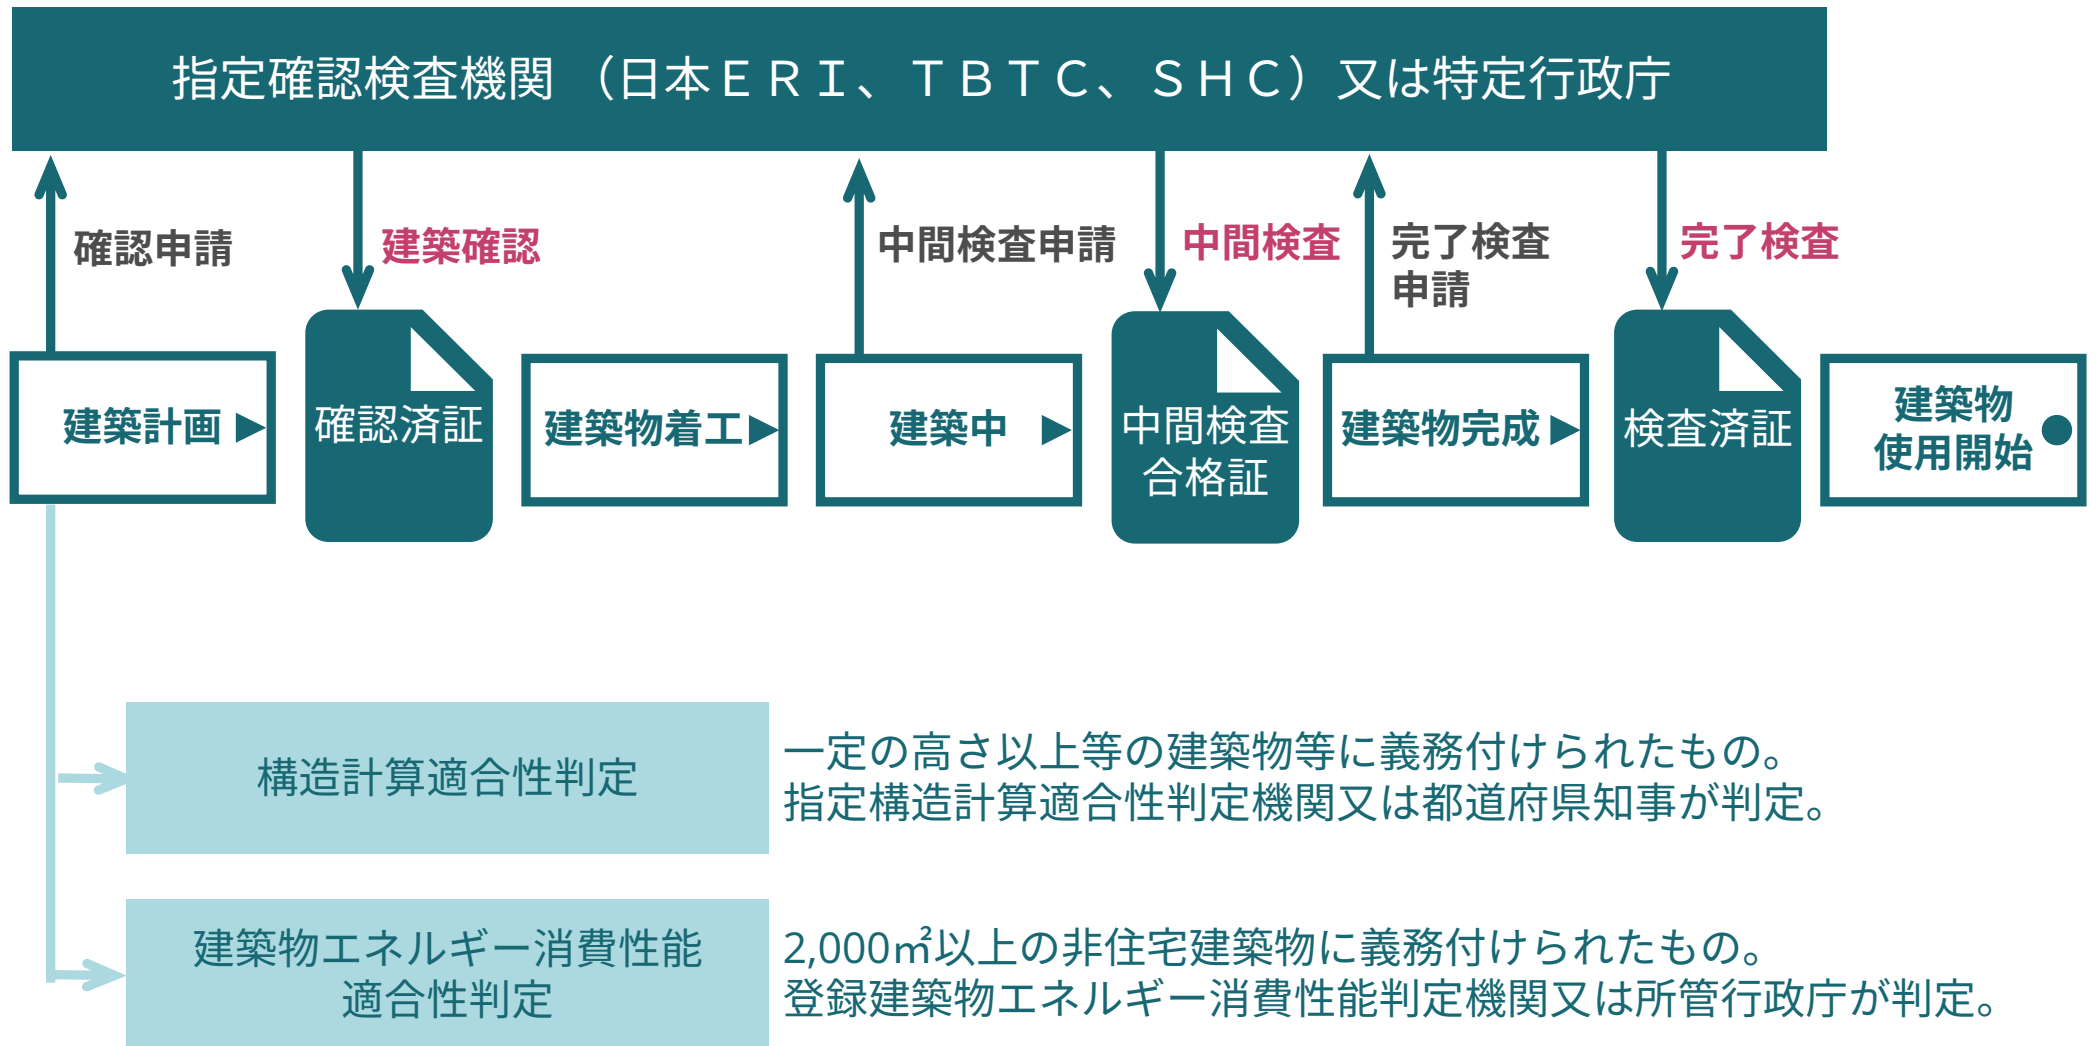 指定確認検査機関 （日本ＥＲＩ、ＴＢＴＣ、ＳＨＣ）又は特定行政庁
確認申請
建築確認
中間検査申請
中間検査
完了検査
申請
完了検査
建築計画 ▶
確認済証
建築物着工▶
建築中 ▶
中間検査
合格証
建築物完成 ▶
検査済証
建築物
使用開始 ●
構造計算適合性判定
一定の高さ以上等の建築物等に義務付けられたもの。
指定構造計算適合性判定機関又は都道府県知事が判定。
建築物エネルギー消費性能
適合性判定
2,000㎡以上の非住宅建築物に義務付けられたもの。
登録建築物エネルギー消費性能判定機関又は所管行政庁が判定。